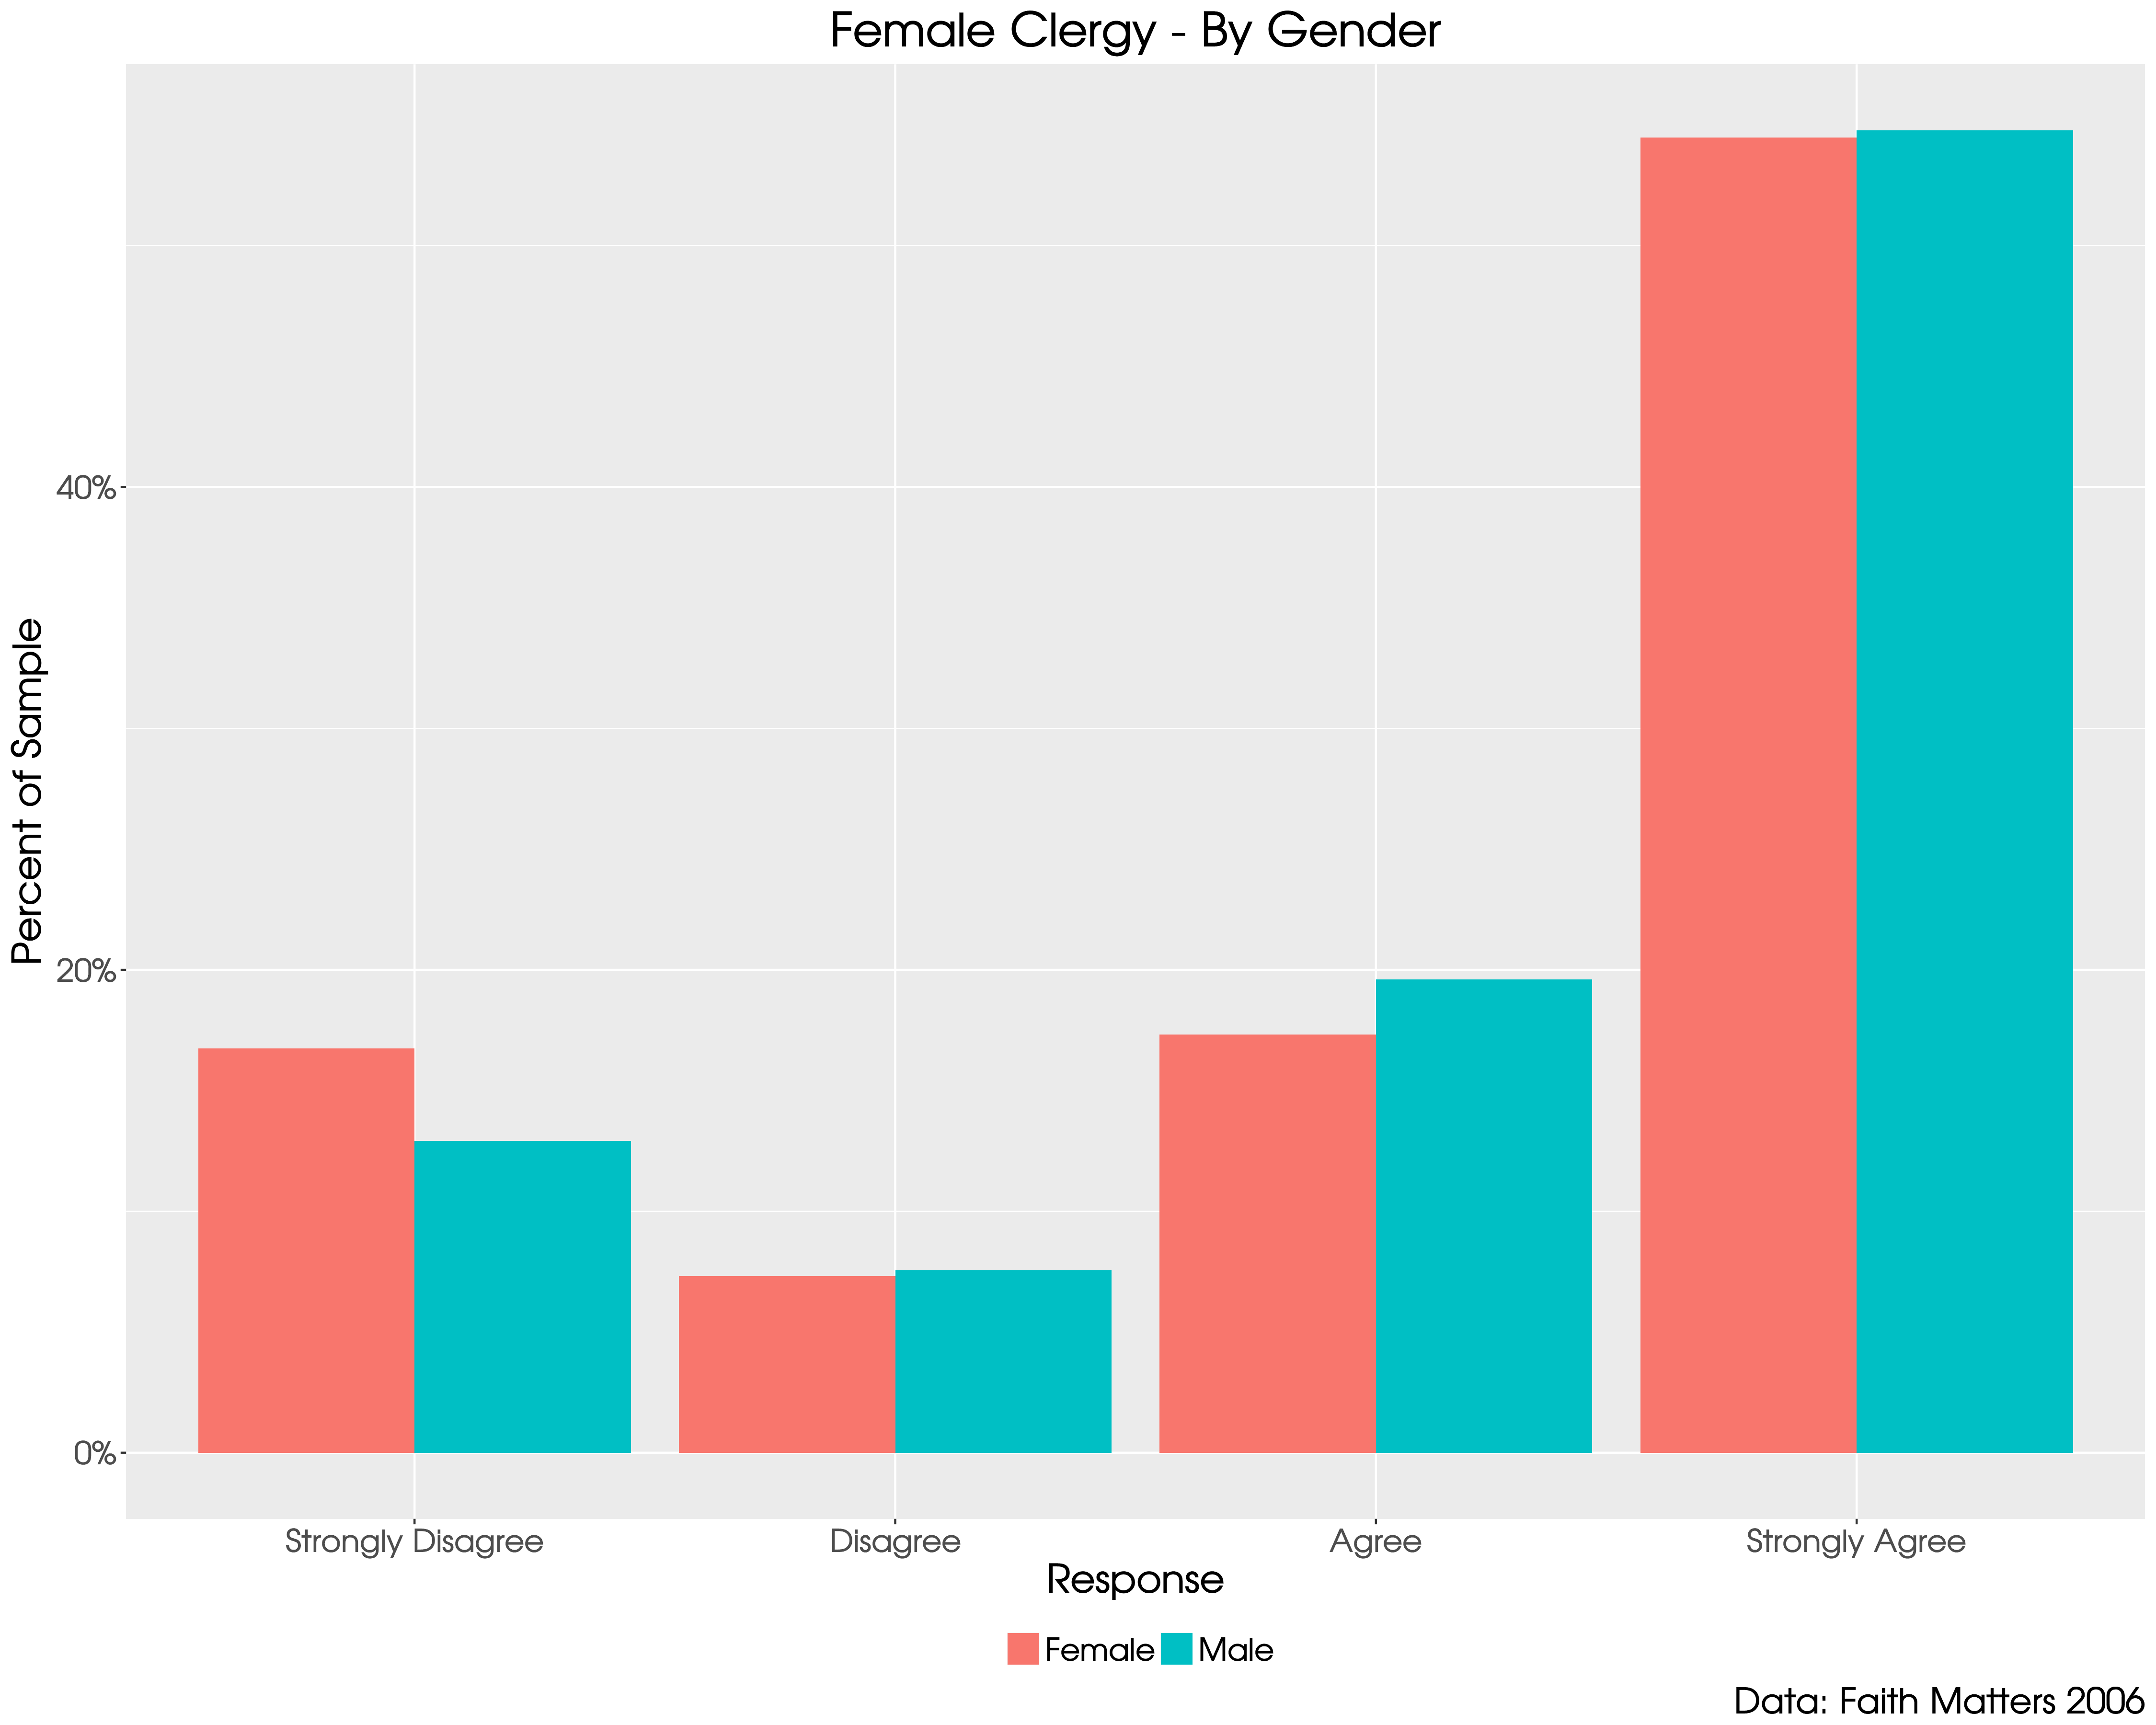 Female Clergy - By Gender
Percent of Sample
40%
20%
0%
Strongly Disagree
Disagree
Agree
Strongly Agree
Response
Female
Male
Data: Faith Matters 2006